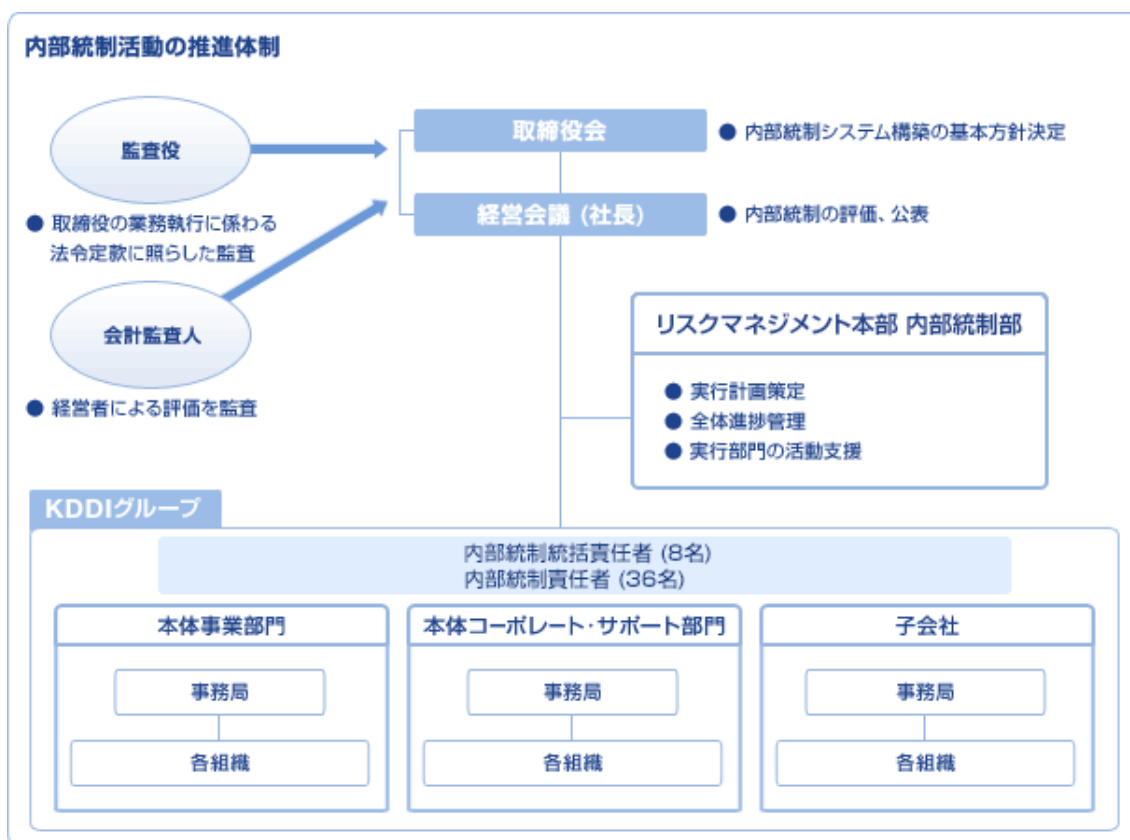 内部統制活動の推進体制
監査役
● 取締役の業務執行に係わる
法令定款に照らした監査
会計監査人
● 経営者による評価を監査
取締役会
● 内部統制システム構築の基本方針決定
経営会議 (社長)
● 内部統制の評価、公表
リスクマネジメント本部 内部統制部
● 実行計画策定
● 全体進捗管理
● 実行部門の活動支援
KDDIグループ
内部統制統括責任者 (8名)
内部統制責任者 (36名)
本体事業部門
事務局
各組織
本体コーポレート・サポート部門
事務局
各組織
子会社
事務局
各組織